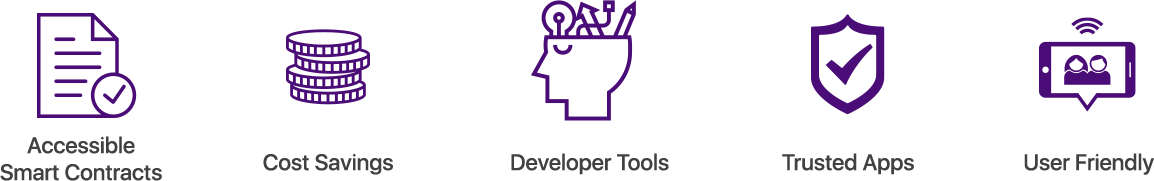 Accessible
Smart Contracts
Cost Savings
Developer Tools
Trusted Apps
User Friendly